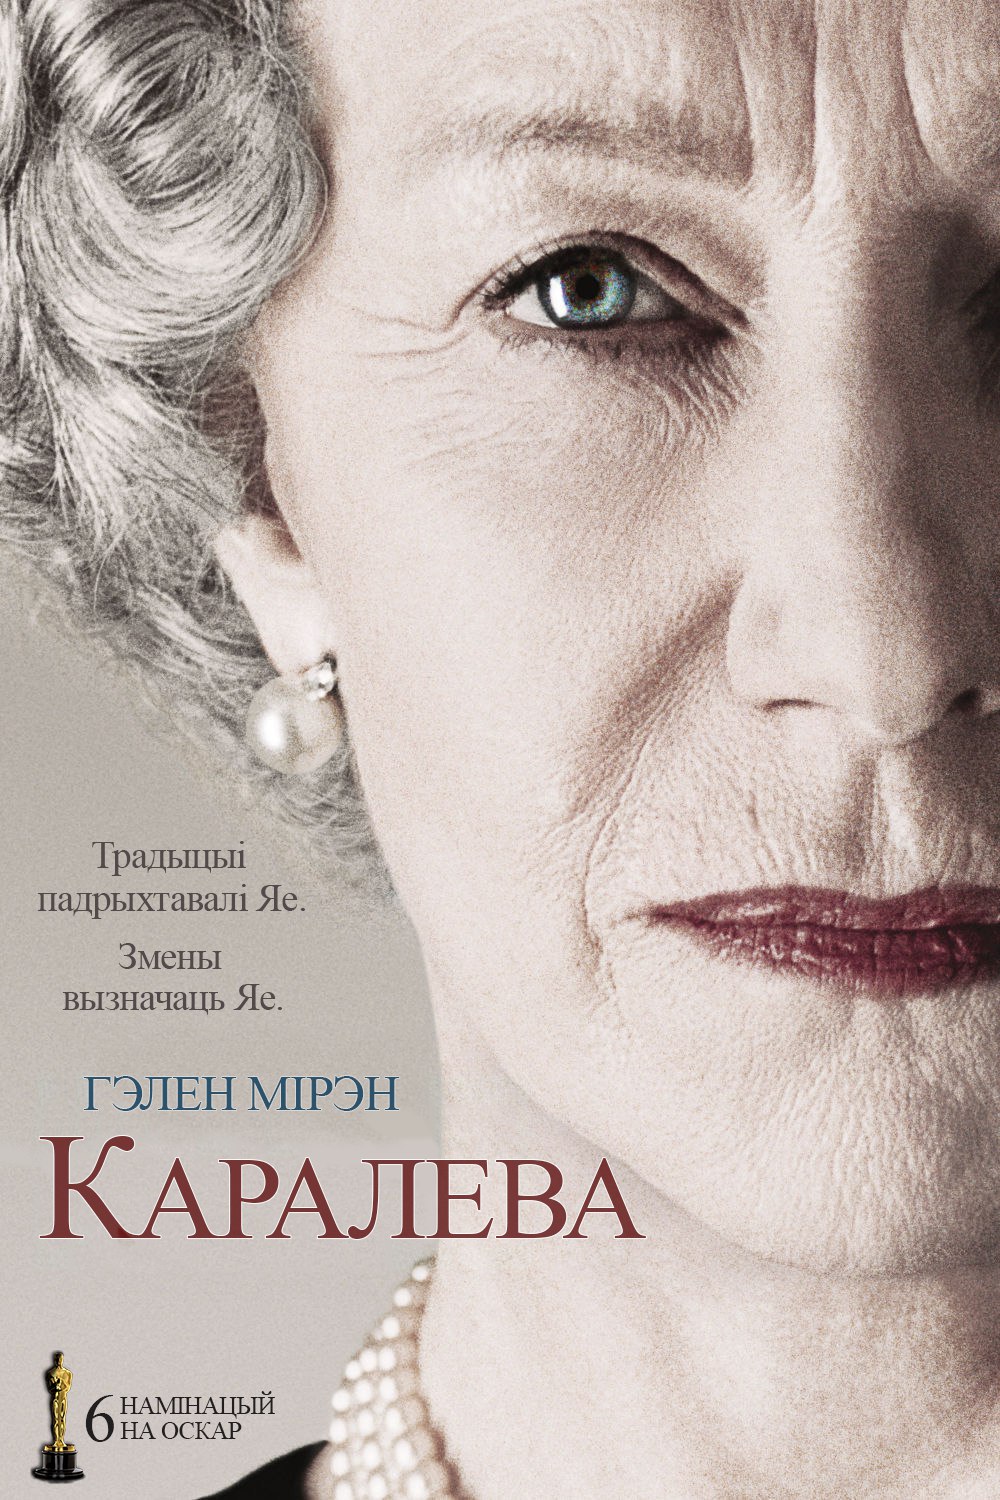 Традыцыі
падрыхтавалі Яе.
Змены
вызначаць Яе.
ГЭЛЕН МІРЭН
КАРАЛЕВА
6 НАМІНАЦЫЙ
НА ОСКАР